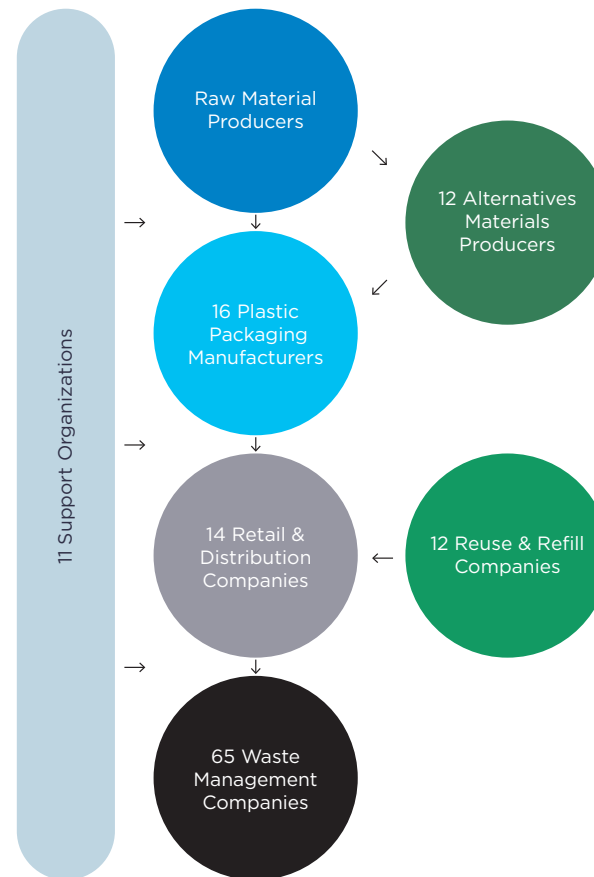 Raw Material
Producers
12 Alternatives
Materials
Producers
16 Plastic
Packaging
Manufacturers
11 Support Organizations
14 Retail &
Distribution
Companies
12 Reuse & Refill
Companies
65 Waste
Management
Companies